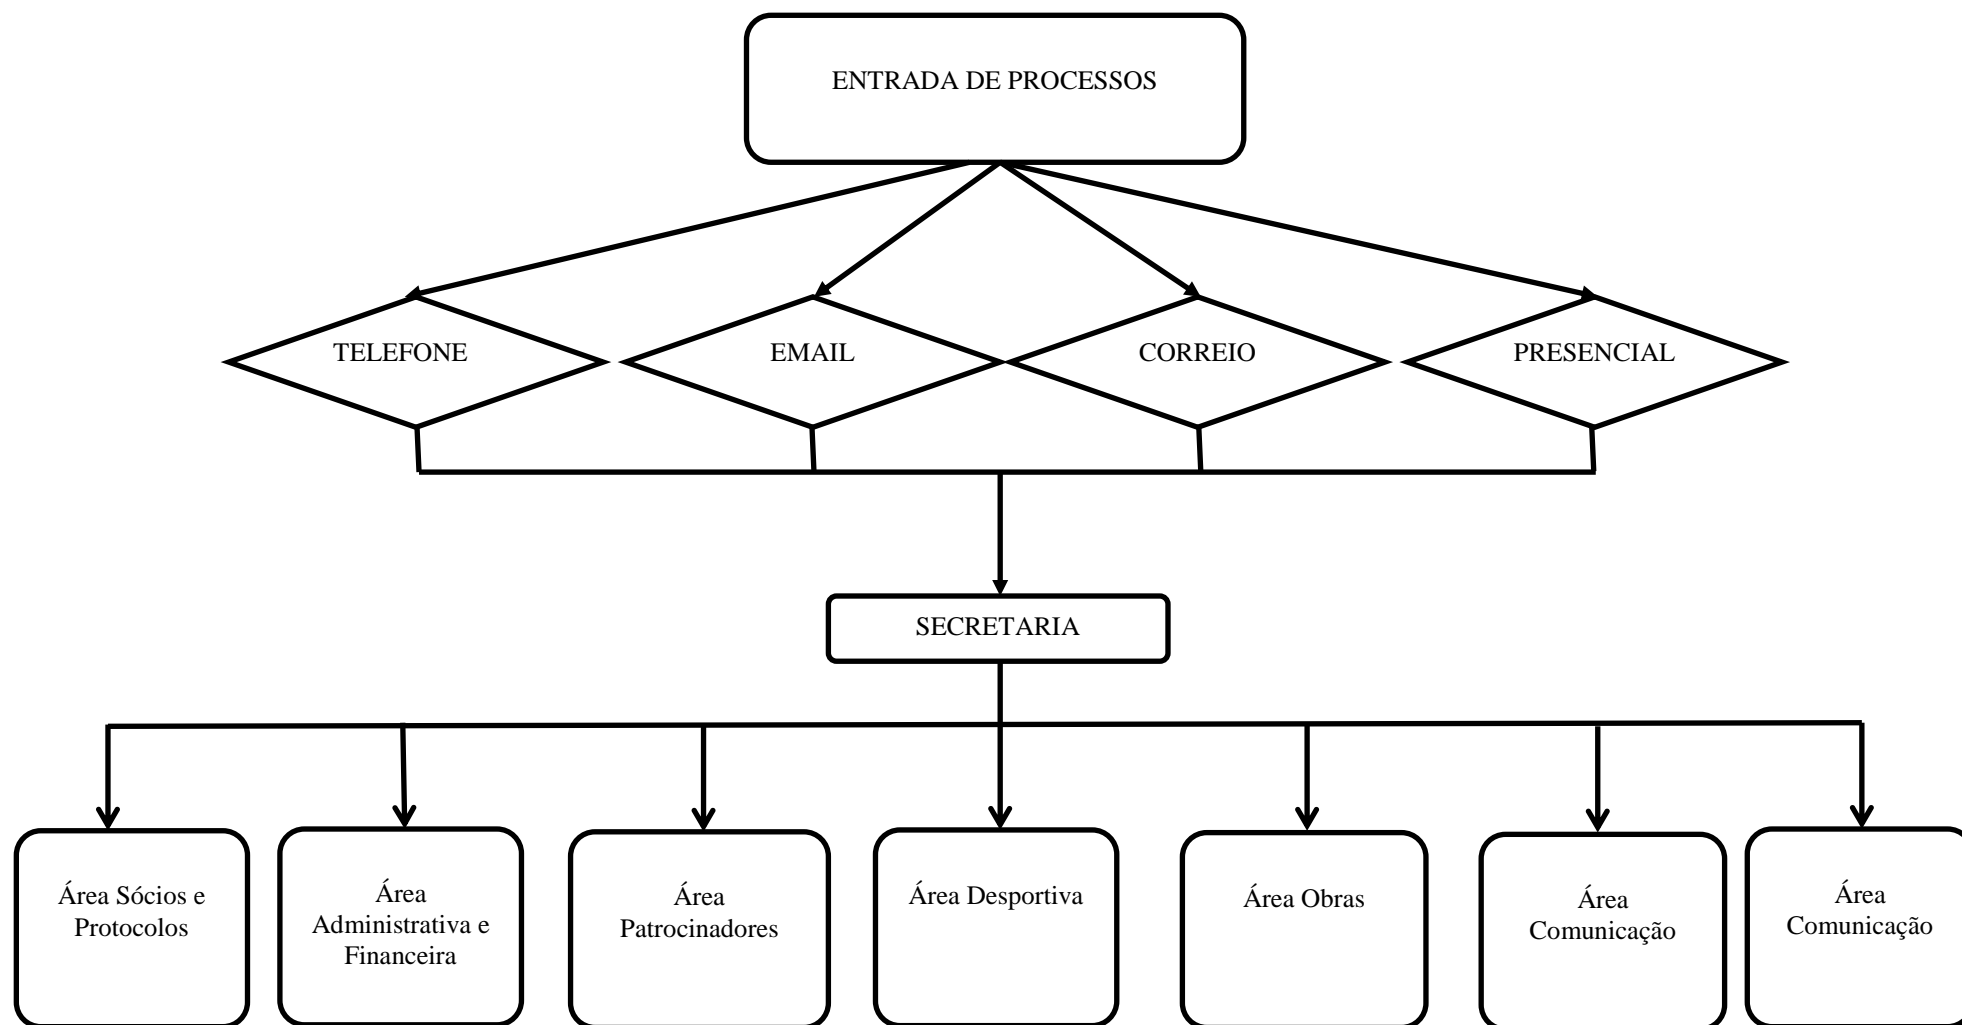 ENTRADA DE PROCESSOS
TELEFONE
EMAIL
CORREIO
PRESENCIAL
SECRETARIA
Área Sócios e
Protocolos
Área
Administrativa e
Financeira
Área
Patrocinadores
Área Desportiva
Área Obras
Área
Comunicação
Área
Comunicação